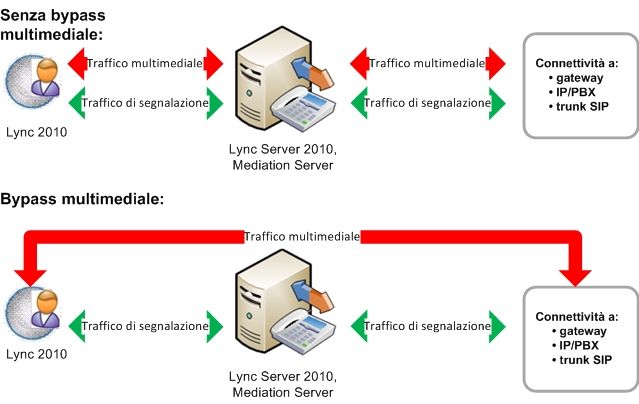 Senza bypass
multimediale:
Traffico multimediale
Traffico multimediale
Traffico di segnalazione
Traffico di segnalazione
Connettività a:
• gateway
• IP/PBX
• trunk SIP
Lync 2010
Lync Server 2010,
Mediation Server
Bypass multimediale:
Traffico multimediale
Traffico di segnalazione
Traffico di segnalazione
Connettività a:
• gateway
• IP/PBX
• trunk SIP
Lync 2010
Lync Server 2010,
Mediation Server